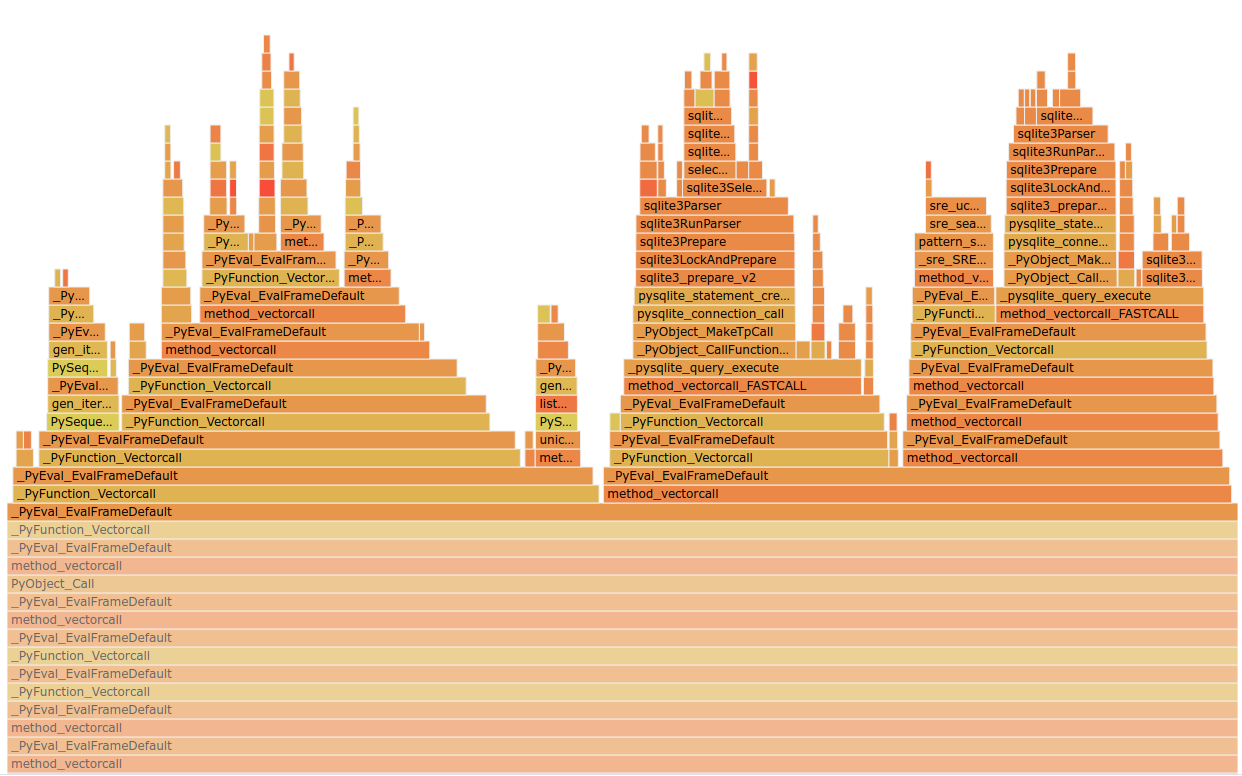 sqlit... sqlite...
sqlite... sqlite3Parser
sqlite... sqlite3RunPar...
selec... sqlite3Prepare
sqlite3Sele... sqlite3LockAnd...
sqlite3Parser sre_uc... sqlite3_prepar...
_Py... _Py... _P... sqlite3RunParser sre_sea... pysqlite_state...
_Py... met... _P... sqlite3Prepare pattern_s... pysqlite_conne...
_PyEval_EvalFram... _Py... sqlite3LockAndPrepare _sre_SRE... _PyObject_Mak... sqlite3...
_PyFunction_Vector... met... sqlite3_prepare_v2 method_v... _PyObject_Call... sqlite3...
_Py... _PyEval_EvalFrameDefault pysqlite_statement_cre... _PyEval_E... _pysqlite_query_execute
_Py... method_vectorcall pysqlite_connection_call _PyFuncti... method_vectorcall_FASTCALL
_PyEv... _PyEval_EvalFrameDefault _PyObject_MakeTpCall _PyEval_EvalFrameDefault
gen_it... method_vectorcall _PyObject_CallFunction... _PyFunction_Vectorcall
PySeq... _PyEval_EvalFrameDefault _Py... _pysqlite_query_execute _PyEval_EvalFrameDefault
_PyEval... _PyFunction_Vectorcall gen... method_vectorcall_FASTCALL method_vectorcall
gen_iter... _PyEval_EvalFrameDefault list... _PyEval_EvalFrameDefault _PyEval_EvalFrameDefault
PySeque... _PyFunction_Vectorcall PyS... _PyFunction_Vectorcall method_vectorcall
_PyEval_EvalFrameDefault unic... _PyEval_EvalFrameDefault _PyEval_EvalFrameDefault
_PyFunction_Vectorcall met... _PyFunction_Vectorcall method_vectorcall
_PyEval_EvalFrameDefault _PyEval_EvalFrameDefault
_PyFunction_Vectorcall method_vectorcall
_PyEval_EvalFrameDefault
_PyFunction_Vectorcall
_PyEval_EvalFrameDefault
method_vectorcall
PyObject_Call
_PyEval_EvalFrameDefault
method_vectorcall
_PyEval_EvalFrameDefault
_PyFunction_Vectorcall
_PyEval_EvalFrameDefault
_PyFunction_Vectorcall
_PyEval_EvalFrameDefault
method_vectorcall
_PyEval_EvalFrameDefault
method_vectorcall